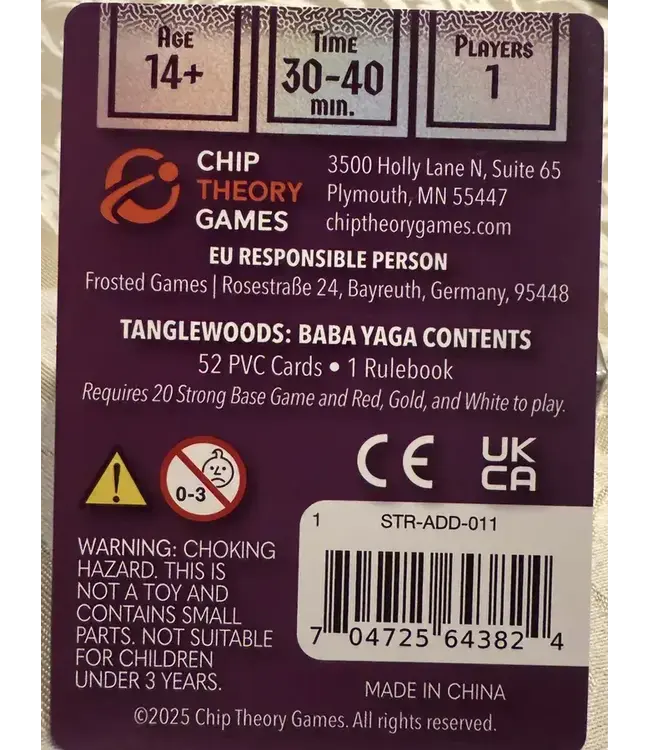 AGE
14+
TIME
30-40
min.
PLAYERS
1
CHIP
THEORY
GAMES
3500 Holly Lane N, Suite 65
Plymouth, MN 55447
chiptheorygames.com
EU RESPONSIBLE PERSON
Frosted Games | Rosestraße 24, Bayreuth, Germany, 95448
TANGLEWOODS: BABA YAGA CONTENTS
52 PVC Cards • 1 Rulebook
Requires 20 Strong Base Game and Red, Gold, and White to play.
0-3
CE
UK
CA
WARNING: CHOKING
HAZARD. THIS IS
NOT A TOY AND
CONTAINS SMALL
PARTS. NOT SUITABLE
FOR CHILDREN
UNDER 3 YEARS.
1 STR-ADD-011
7 04725 64382 4
MADE IN CHINA
©2025 Chip Theory Games. All rights reserved.